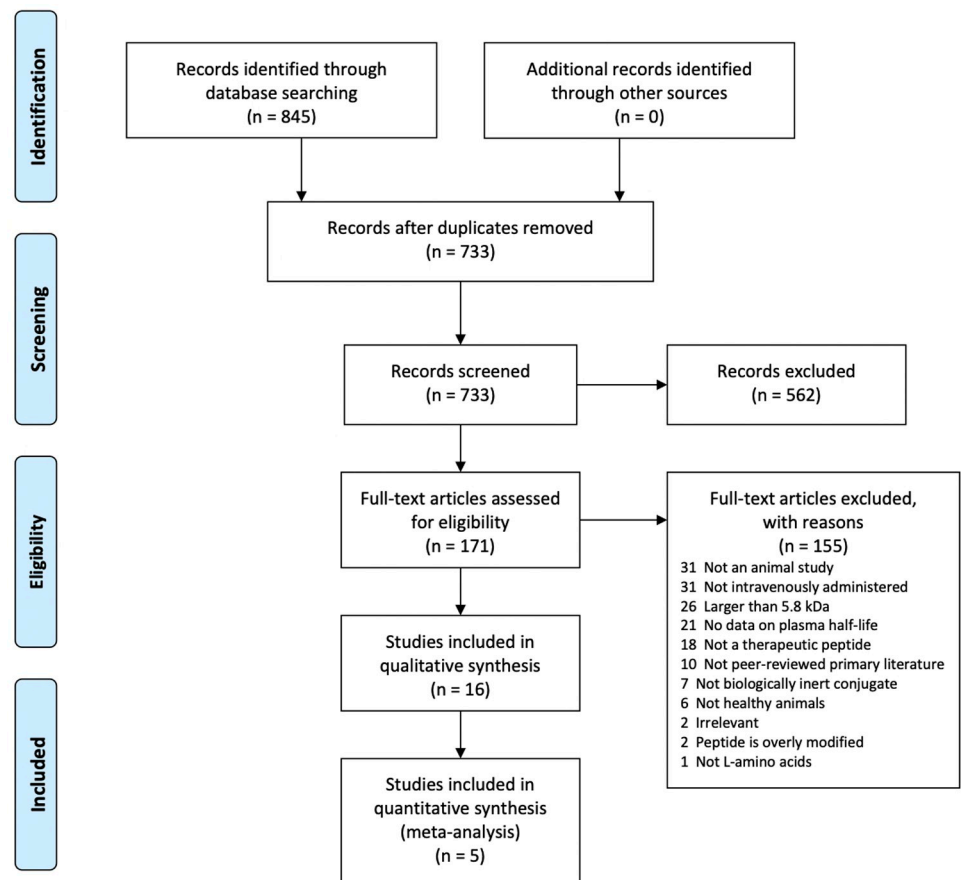 Identification
Records identified through
database searching
(n = 845)
Additional records identified
through other sources
(n = 0)
Records after duplicates removed
(n = 733)
Screening
Records screened
(n = 733)
Records excluded
(n = 562)
Eligibility
Full-text articles assessed
for eligibility
(n = 171)
Full-text articles excluded,
with reasons
(n = 155)
31 Not an animal study
31 Not intravenously administered
26 Larger than 5.8 kDa
21 No data on plasma half-life
18 Not a therapeutic peptide
10 Not peer-reviewed primary literature
7 Not biologically inert conjugate
6 Not healthy animals
2 Irrelevant
2 Peptide is overly modified
1 Not L-amino acids
Studies included in
qualitative synthesis
(n = 16)
Included
Studies included in
quantitative synthesis
(meta-analysis)
(n = 5)